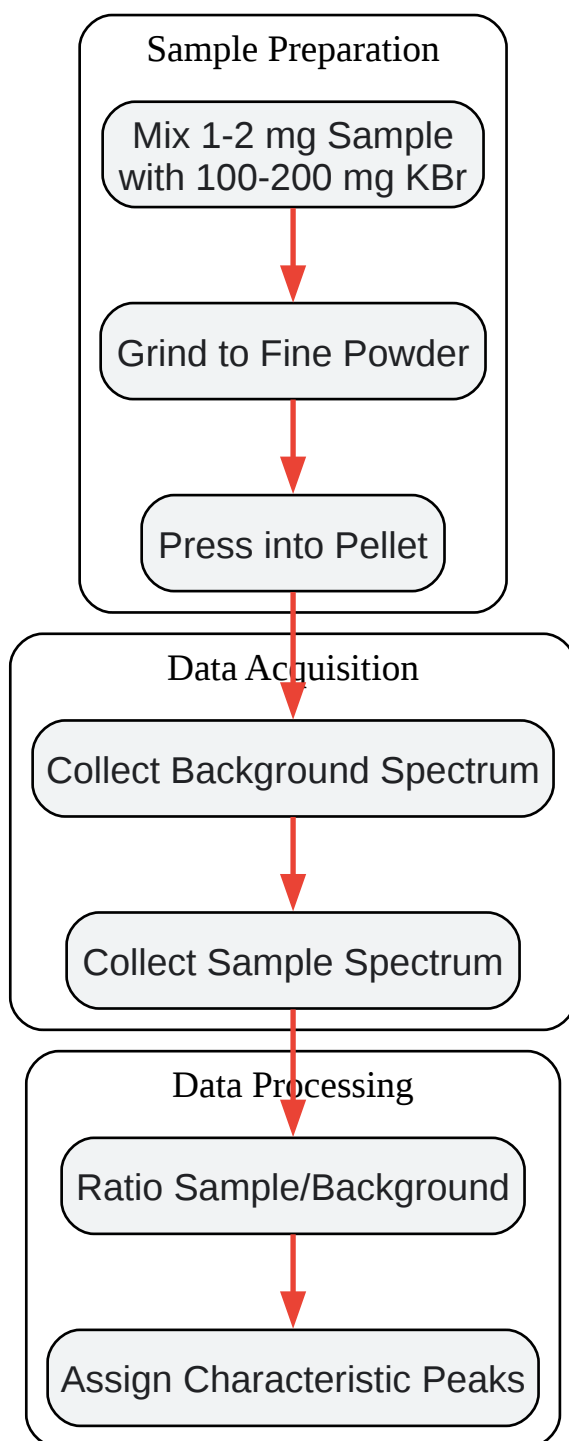 Sample Preparation
Mix 1-2 mg Sample
with 100-200 mg KBr
Grind to Fine Powder
Press into Pellet
Data Acquisition
Collect Background Spectrum
Collect Sample Spectrum
Data Processing
Ratio Sample/Background
Assign Characteristic Peaks